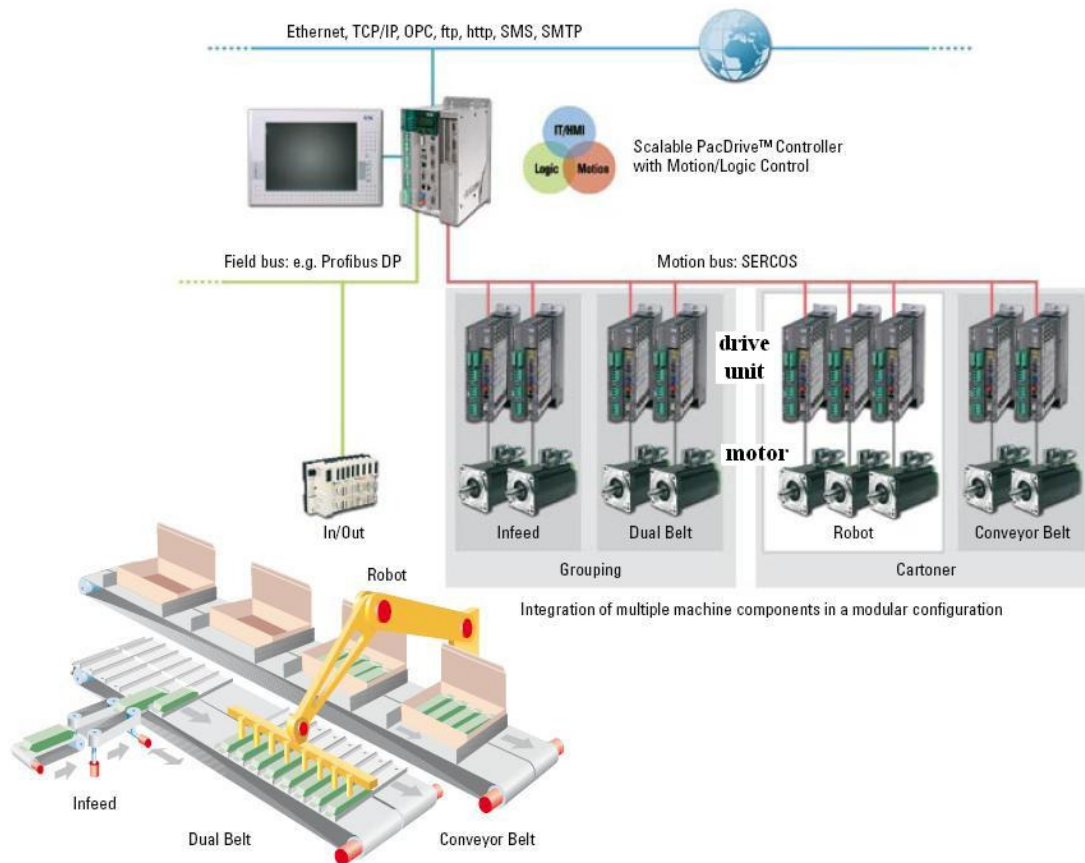 Ethernet, TCP/IP, OPC, ftp, http, SMS, SMTP
IT/HMI
Logic
Motion
Scalable PacDrive™ Controller
with Motion/Logic Control
Field bus: e.g. Profibus DP
Motion bus: SERCOS
drive
unit
motor
In/Out
Infeed
Dual Belt
Robot
Conveyor Belt
Grouping
Cartoner
Integration of multiple machine components in a modular configuration
Robot
Infeed
Dual Belt
Conveyor Belt